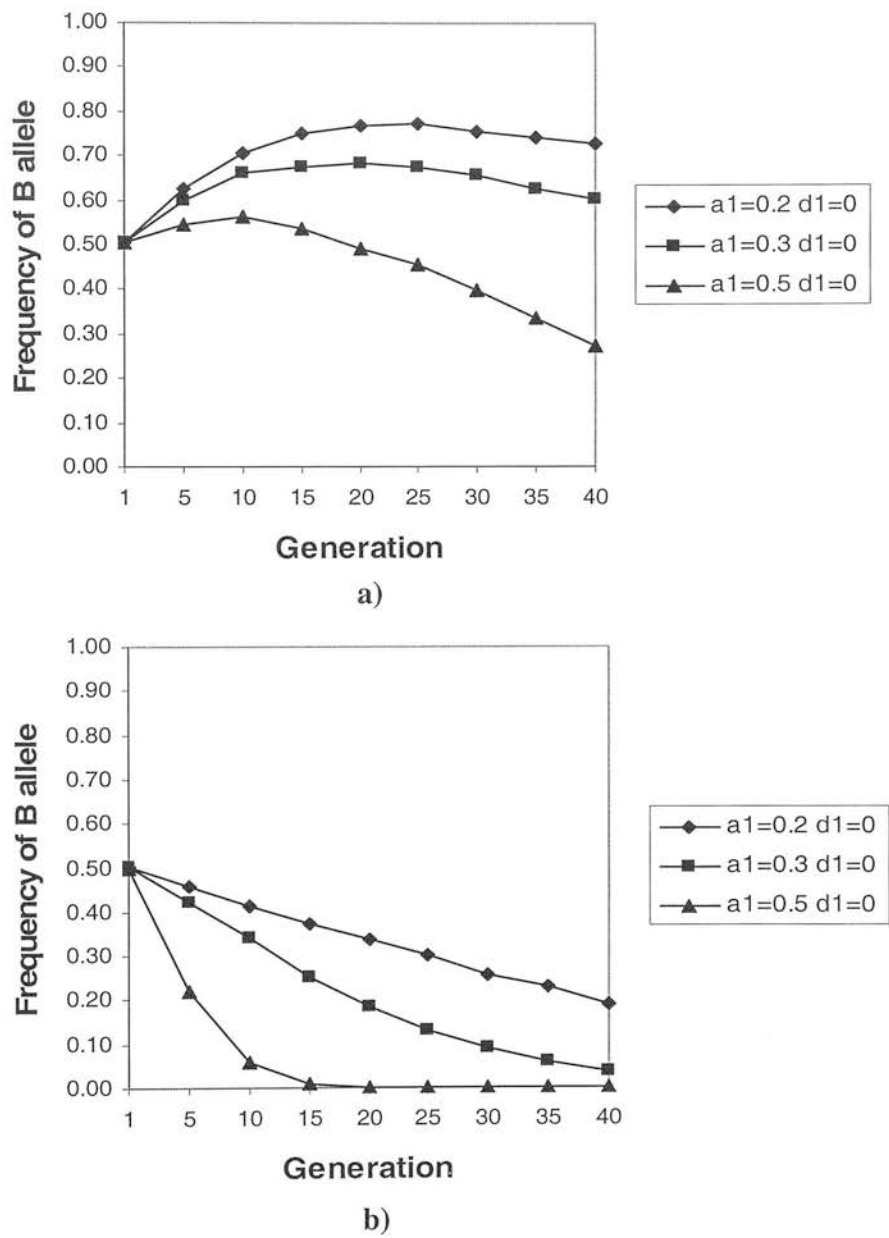 Frequency of B allele
1.00
0.90
0.80
0.70
0.60
0.50
0.40
0.30
0.20
0.10
0.00
1 5 10 15 20 25 30 35 40
Generation
a1=0.2 d1=0
a1=0.3 d1=0
a1=0.5 d1=0
a)
Frequency of B allele
1.00
0.90
0.80
0.70
0.60
0.50
0.40
0.30
0.20
0.10
0.00
1 5 10 15 20 25 30 35 40
Generation
a1=0.2 d1=0
a1=0.3 d1=0
a1=0.5 d1=0
b)